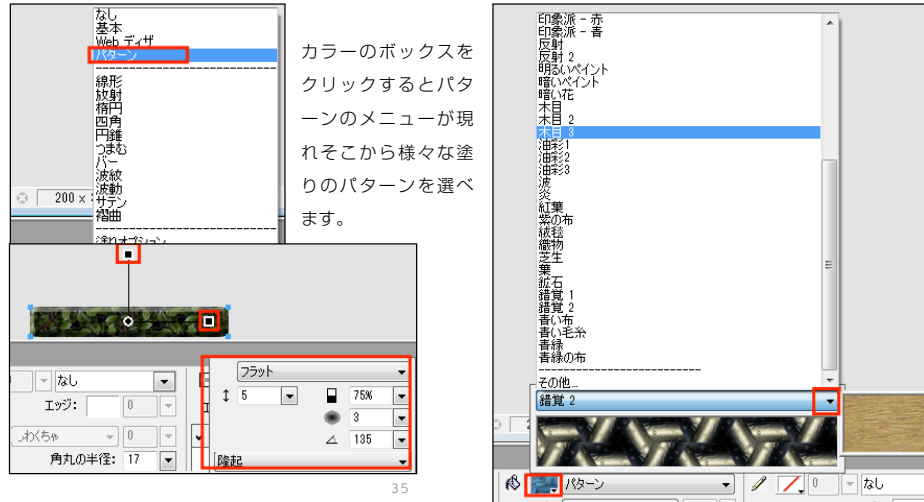 なし
基本
Web ディザ
パターン
線形
放射
楕円
四角
円錐
つまむ
バー
波紋
波動
サテン
褶曲
塗りオプション
200 x
カラーのボックスを
クリックするとパタ
ーンのメニューが現
れそこから様々な塗
りのパターンを選べ
ます。
なし
エッジ:
0
0
角丸の半径: 17
フラット
5
75%
3
135
隆起
35
印象派 - 赤
印象派 - 青
反射
反射 2
明るいペイント
暗いペイント
暗い花
木目
木目 2
木目 3
油彩1
油彩2
油彩3
波
炎
紅葉
紫の布
絨毯
織物
芝生
葉
鉱石
錯覚 1
錯覚 2
青い布
青い毛糸
青緑
青緑の布
その他...
錯覚 2
パターン
0
なし